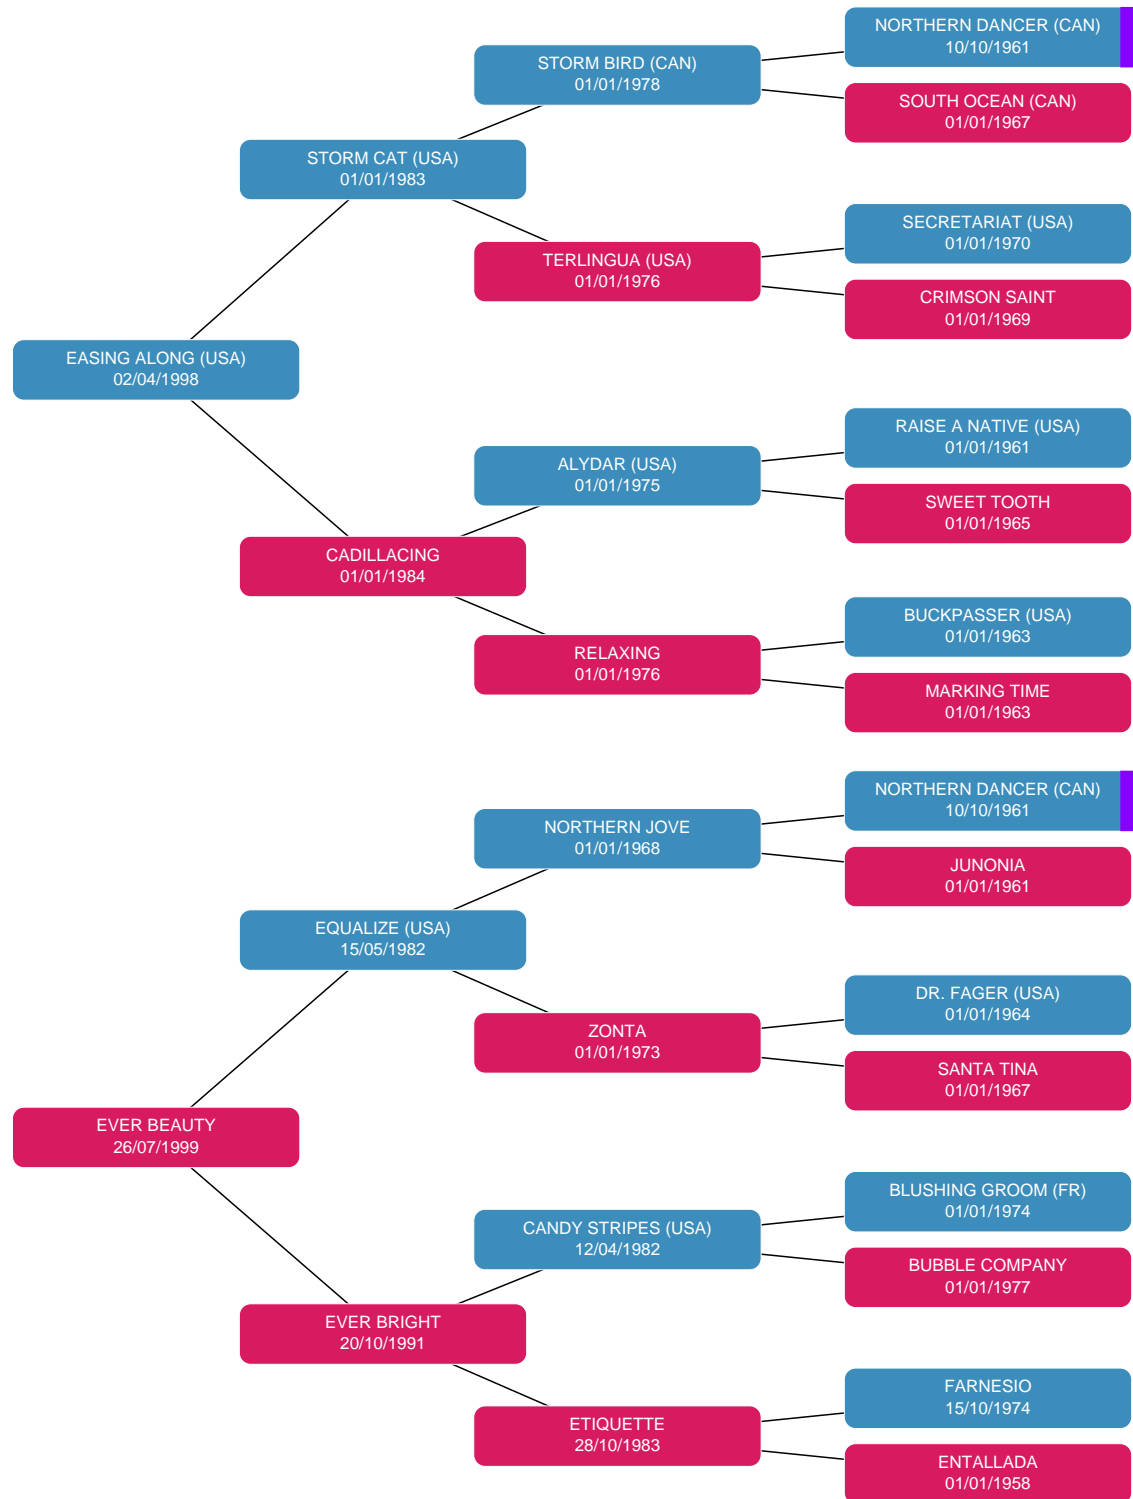 NORTHERN DANCER (CAN)
10/10/1961
STORM BIRD (CAN)
01/01/1978
SOUTH OCEAN (CAN)
01/01/1967
STORM CAT (USA)
01/01/1983
SECRETARIAT (USA)
01/01/1970
TERLINGUA (USA)
01/01/1976
CRIMSON SAINT
01/01/1969
EASING ALONG (USA)
02/04/1998
RAISE A NATIVE (USA)
01/01/1961
ALYDAR (USA)
01/01/1975
SWEET TOOTH
01/01/1965
CADILLACING
01/01/1984
BUCKPASSER (USA)
01/01/1963
RELAXING
01/01/1976
MARKING TIME
01/01/1963
NORTHERN DANCER (CAN)
10/10/1961
NORTHERN JOVE
01/01/1968
JUNONIA
01/01/1961
EQUALIZE (USA)
15/05/1982
DR. FAGER (USA)
01/01/1964
ZONTA
01/01/1973
SANTA TINA
01/01/1967
EVER BEAUTY
26/07/1999
BLUSHING GROOM (FR)
01/01/1974
CANDY STRIPES (USA)
12/04/1982
BUBBLE COMPANY
01/01/1977
EVER BRIGHT
20/10/1991
FARNESIO
15/10/1974
ETIQUETTE
28/10/1983
ENTALLADA
01/01/1958